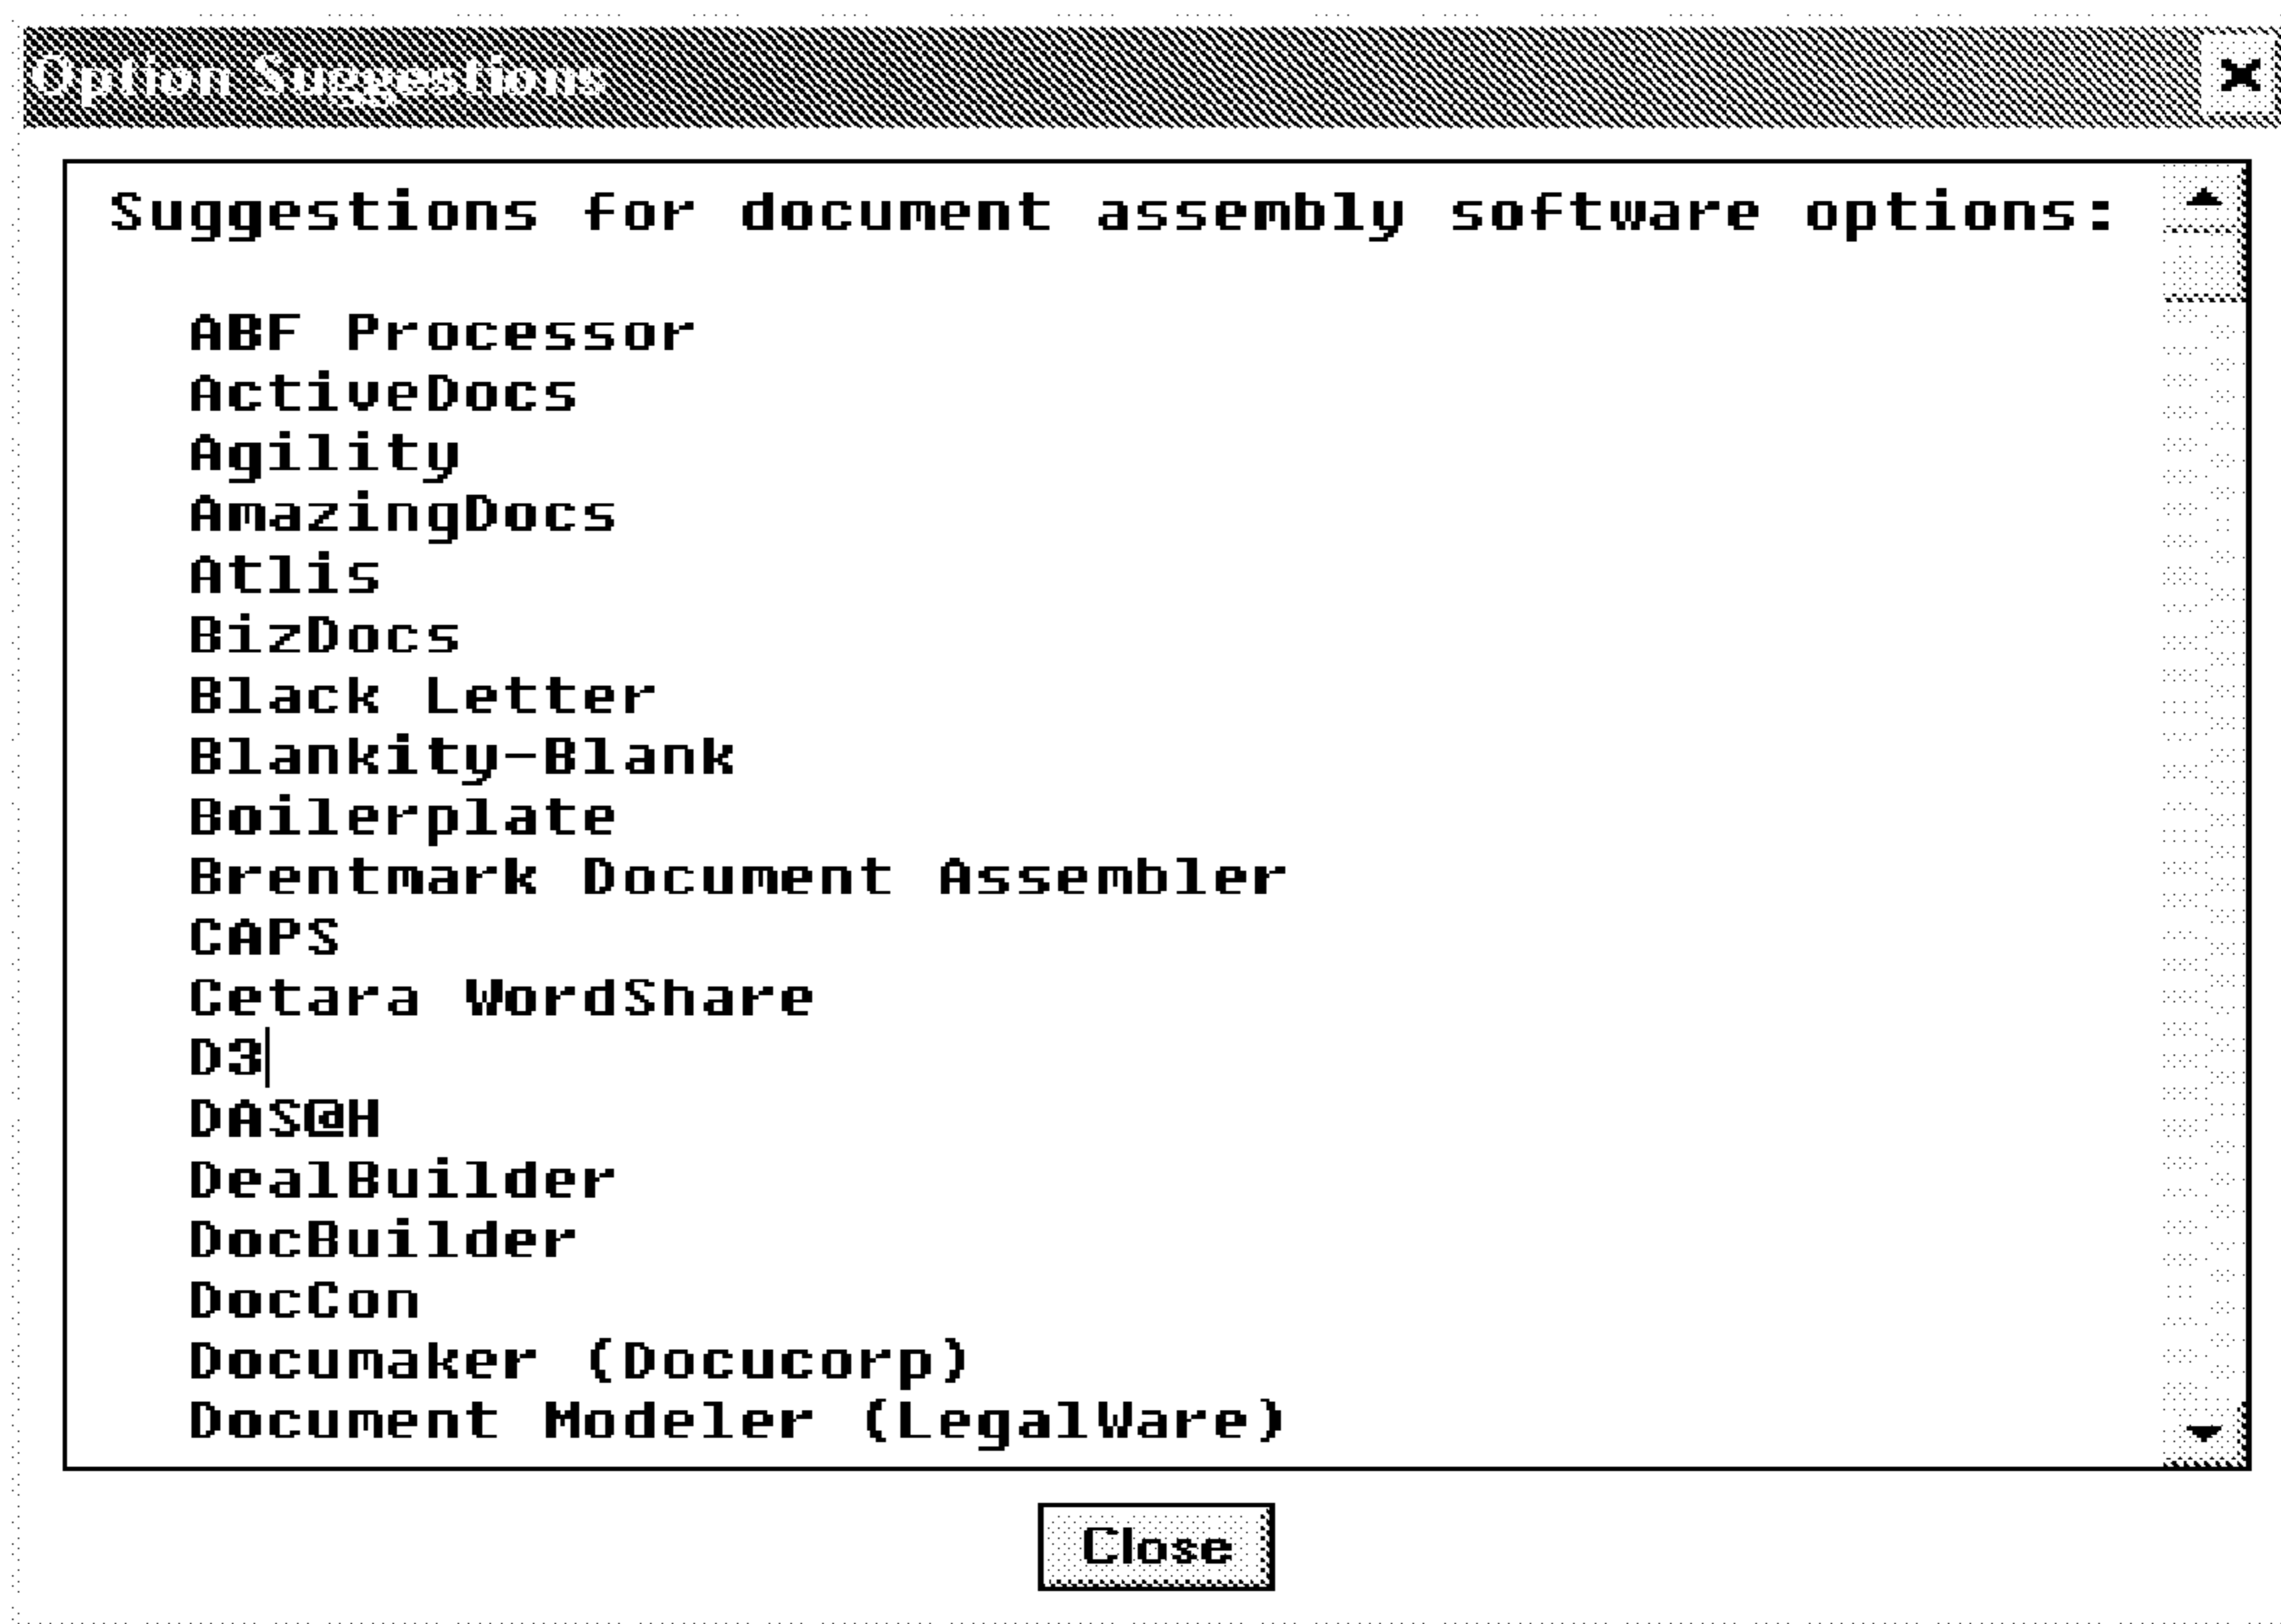 Option Suggestions
Suggestions for document assembly software options:
ABF Processor
ActiveDocs
Agility
AmazingDocs
Atlis
BizDocs
Black Letter
Blankity-Blank
Boilerplate
Brentmark Document Assembler
CAPS
Cetara WordShare
D3
DAS@H
DealBuilder
DocBuilder
DocCon
Documaker (Docucorp)
Document Modeler (LegalWare)
Close